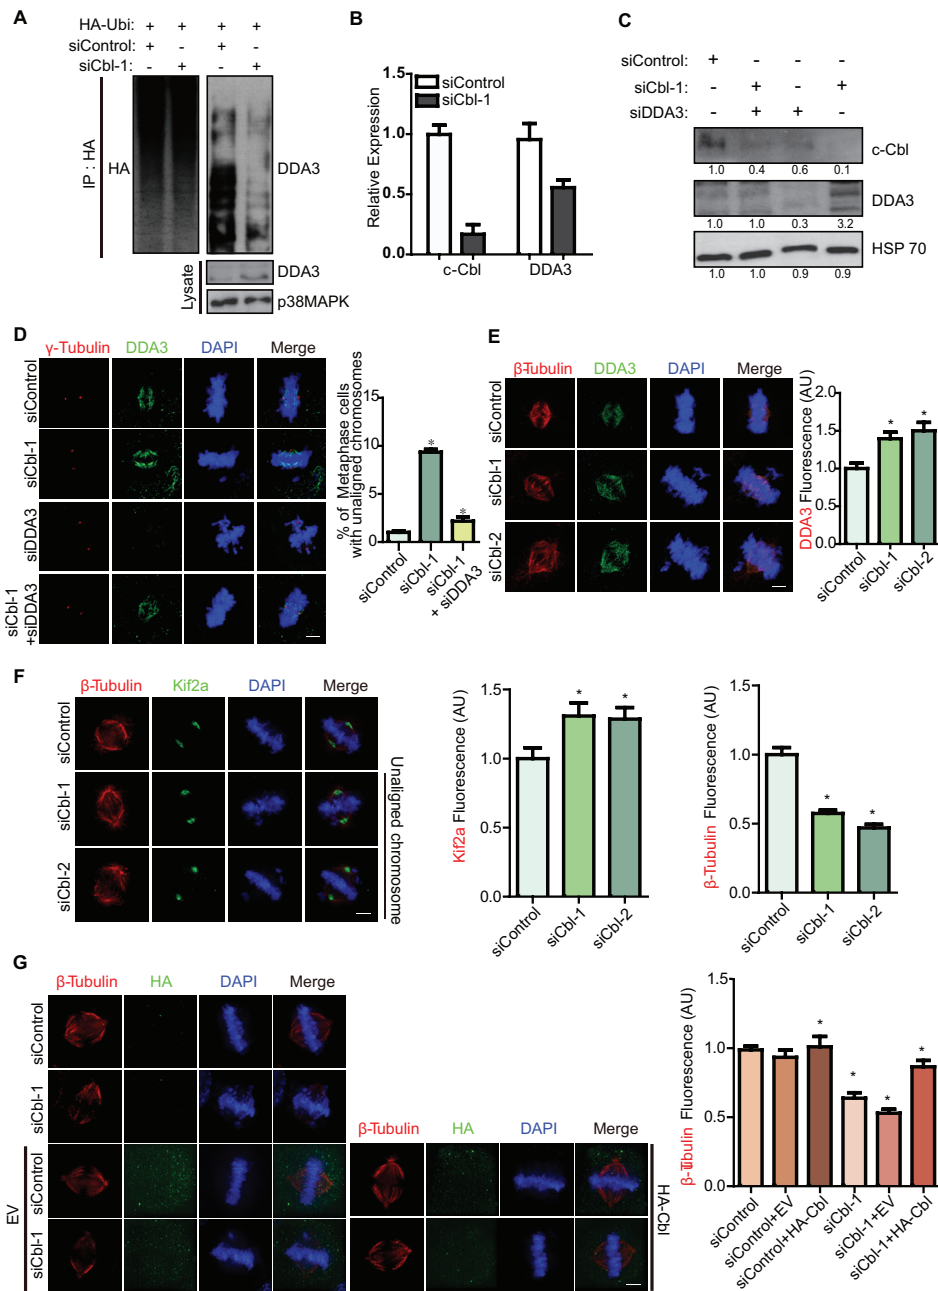 A
HA-Ubi: + + + +
siControl: + - + -
siCbl-1: - + - +
IP : HA
HA
DDA3
Lysate
DDA3
p38MAPK
B
Relative Expression
1.5
1.0
0.5
0.0
siControl
siCbl-1
c-Cbl
DDA3
C
siControl: + - - -
siCbl-1: - + - +
siDDA3: - + + -
c-Cbl
1.0 0.4 0.6 0.1
DDA3
1.0 1.0 0.3 3.2
HSP 70
1.0 1.0 0.9 0.9
D
γ-Tubulin DDA3 DAPI Merge
siControl
siCbl-1
siDDA3
siCbl-1
+siDDA3
% of Metaphase cells
with unaligned chromosomes
15
10
5
0
*
*
siControl
siCbl-1
siCbl-1
+ siDDA3
E
β-Tubulin DDA3 DAPI Merge
siControl
siCbl-1
siCbl-2
DDA3 Fluorescence (AU)
2.0
1.5
1.0
0.5
0.0
*
*
siControl
siCbl-1
siCbl-2
F
β-Tubulin Kif2a DAPI Merge
siControl
siCbl-1
siCbl-2
Unaligned chromosome
Kif2a Fluorescence (AU)
1.5
1.0
0.5
0.0
*
*
siControl
siCbl-1
siCbl-2
β-Tubulin Fluorescence (AU)
1.5
1.0
0.5
0.0
*
*
siControl
siCbl-1
siCbl-2
G
β-Tubulin HA DAPI Merge
siControl
siCbl-1
EV
siControl
siCbl-1
β-Tubulin HA DAPI Merge
HA-Cbl
β-Tubulin Fluorescence (AU)
1.5
1.0
0.5
0.0
*
*
*
*
siControl
siControl+EV
siControl+HA-Cbl
siCbl-1
siCbl-1+EV
siCbl-1+HA-Cbl